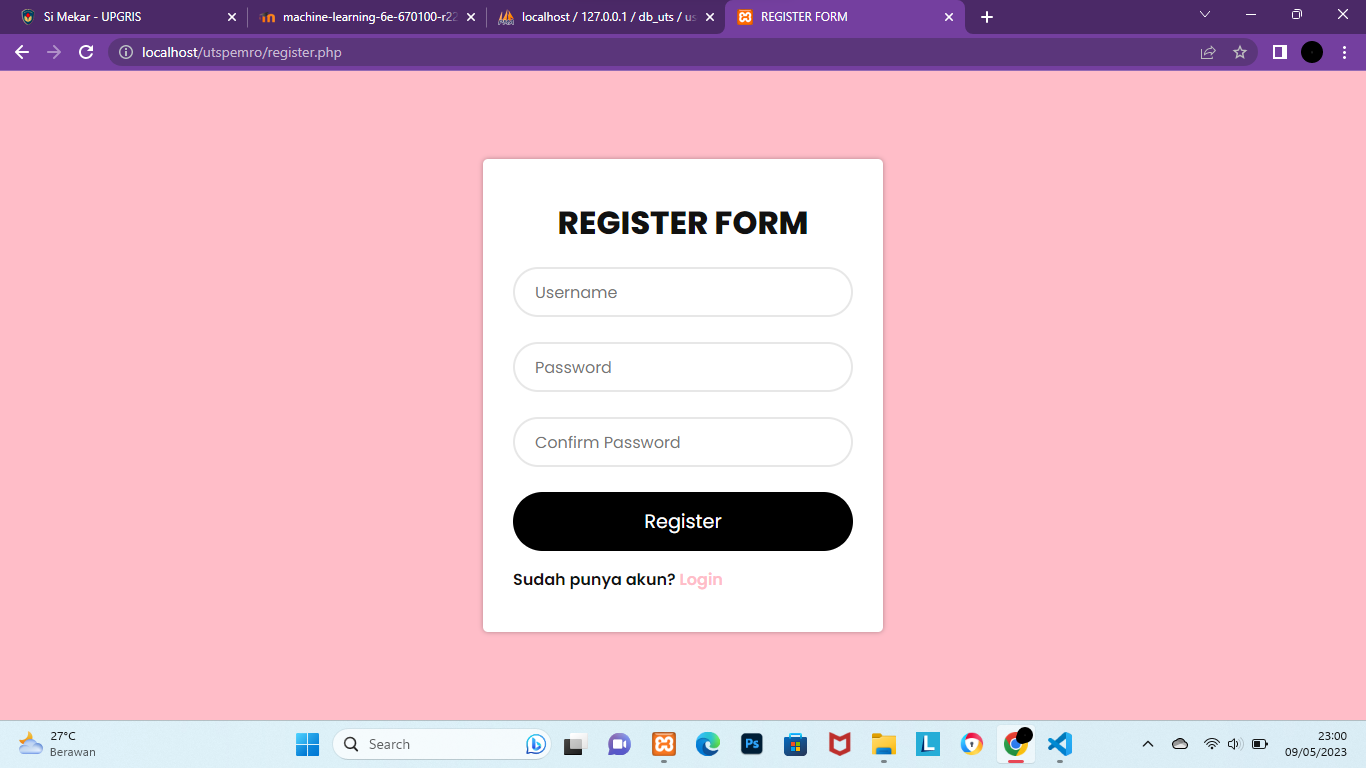 Si Mekar - UPGRIS
machine-learning-6e-670100-r22
localhost / 127.0.0.1 / db_uts / us
REGISTER FORM
localhost/utspemro/register.php
REGISTER FORM
Username
Password
Confirm Password
Register
Sudah punya akun? Login
27°C
Berawan
Search
Ps
L
23:00
09/05/2023